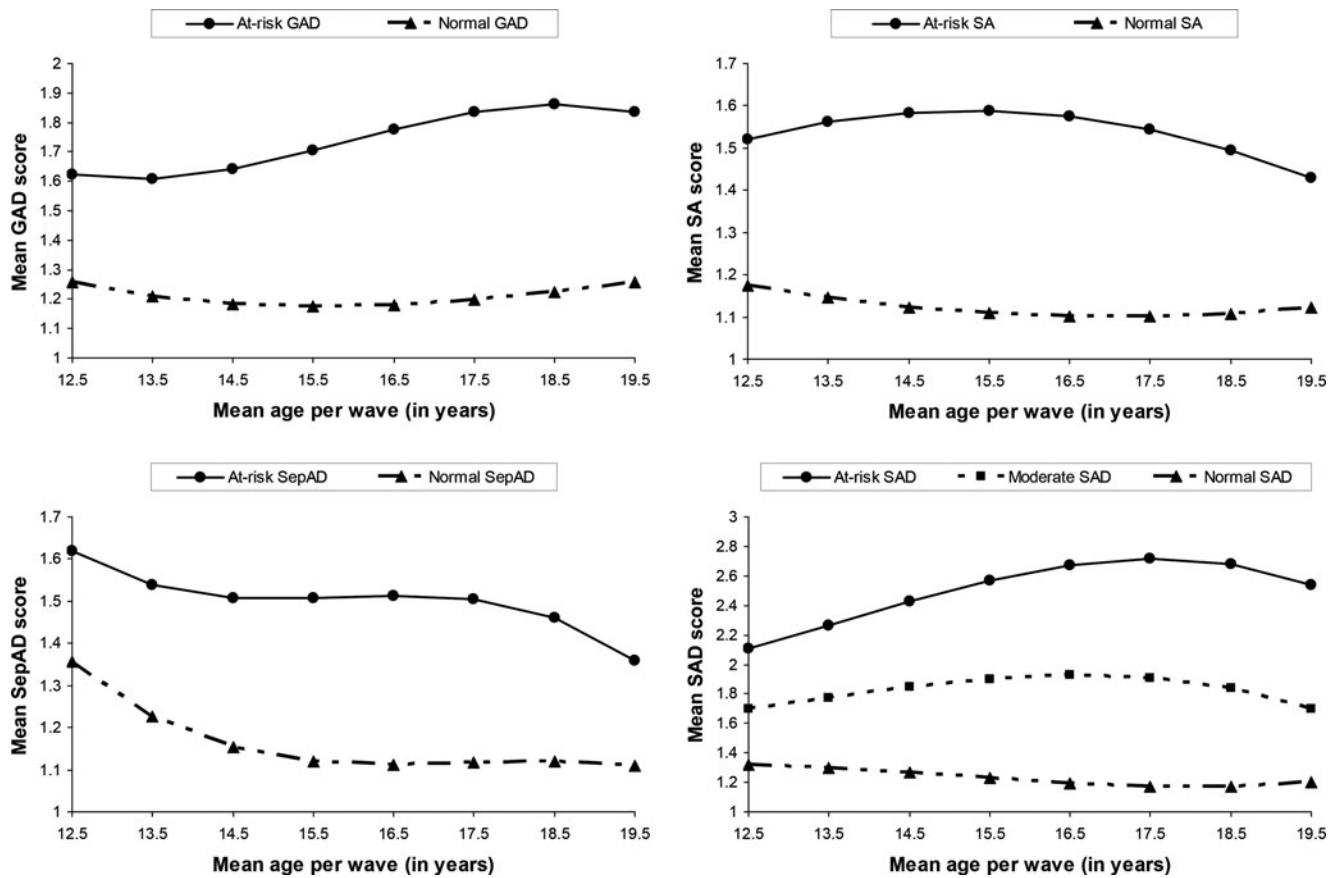 At-risk GAD Normal GAD
Mean GAD score
2
1.9
1.8
1.7
1.6
1.5
1.4
1.3
1.2
1.1
1
12.5 13.5 14.5 15.5 16.5 17.5 18.5 19.5
Mean age per wave (in years)
At-risk SA Normal SA
Mean SA score
1.7
1.6
1.5
1.4
1.3
1.2
1.1
1
12.5 13.5 14.5 15.5 16.5 17.5 18.5 19.5
Mean age per wave (in years)
At-risk SepAD Normal SepAD
Mean SepAD score
1.7
1.6
1.5
1.4
1.3
1.2
1.1
1
12.5 13.5 14.5 15.5 16.5 17.5 18.5 19.5
Mean age per wave (in years)
At-risk SAD Moderate SAD Normal SAD
Mean SAD score
3
2.8
2.6
2.4
2.2
2
1.8
1.6
1.4
1.2
1
12.5 13.5 14.5 15.5 16.5 17.5 18.5 19.5
Mean age per wave (in years)